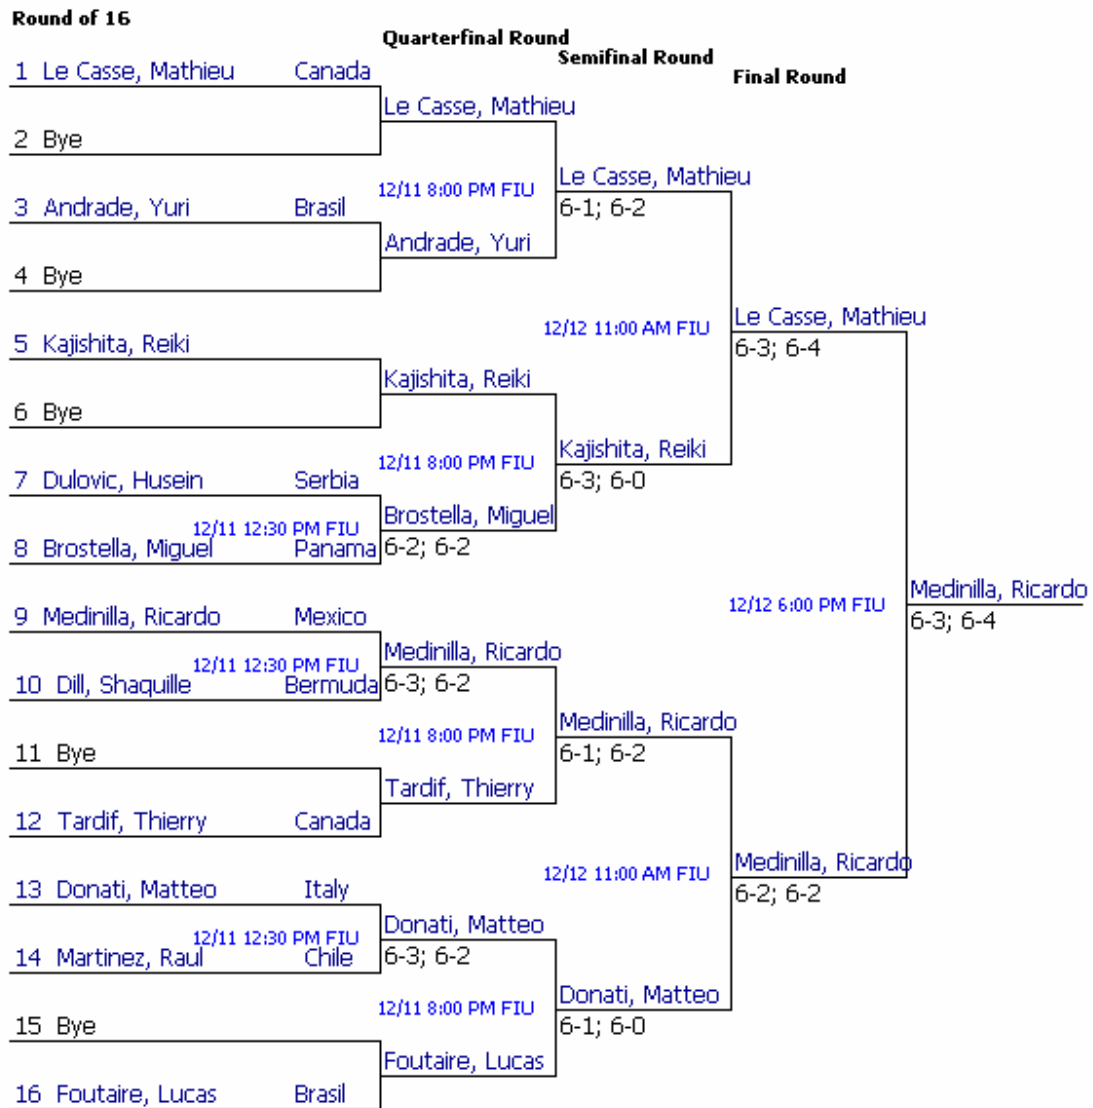 Round of 16
Quarterfinal Round
Semifinal Round
Final Round
1 Le Casse, Mathieu Canada
Le Casse, Mathieu
2 Bye
12/11 8:00 PM FIU
Le Casse, Mathieu
6-1; 6-2
3 Andrade, Yuri Brasil
Andrade, Yuri
4 Bye
12/12 11:00 AM FIU
Le Casse, Mathieu
6-3; 6-4
5 Kajishita, Reiki
Kajishita, Reiki
6 Bye
12/11 8:00 PM FIU
Kajishita, Reiki
6-3; 6-0
7 Dulovic, Husein Serbia
12/11 12:30 PM FIU
Brostella, Miguel
6-2; 6-2
8 Brostella, Miguel Panama
12/12 6:00 PM FIU
Medinilla, Ricardo
6-3; 6-4
9 Medinilla, Ricardo Mexico
12/11 12:30 PM FIU
Medinilla, Ricardo
6-3; 6-2
10 Dill, Shaquille Bermuda
12/11 8:00 PM FIU
Medinilla, Ricardo
6-1; 6-2
11 Bye
Tardif, Thierry
12 Tardif, Thierry Canada
12/12 11:00 AM FIU
Medinilla, Ricardo
6-2; 6-2
13 Donati, Matteo Italy
12/11 12:30 PM FIU
Donati, Matteo
6-3; 6-2
14 Martinez, Raul Chile
12/11 8:00 PM FIU
Donati, Matteo
6-1; 6-0
15 Bye
Foutaire, Lucas
16 Foutaire, Lucas Brasil